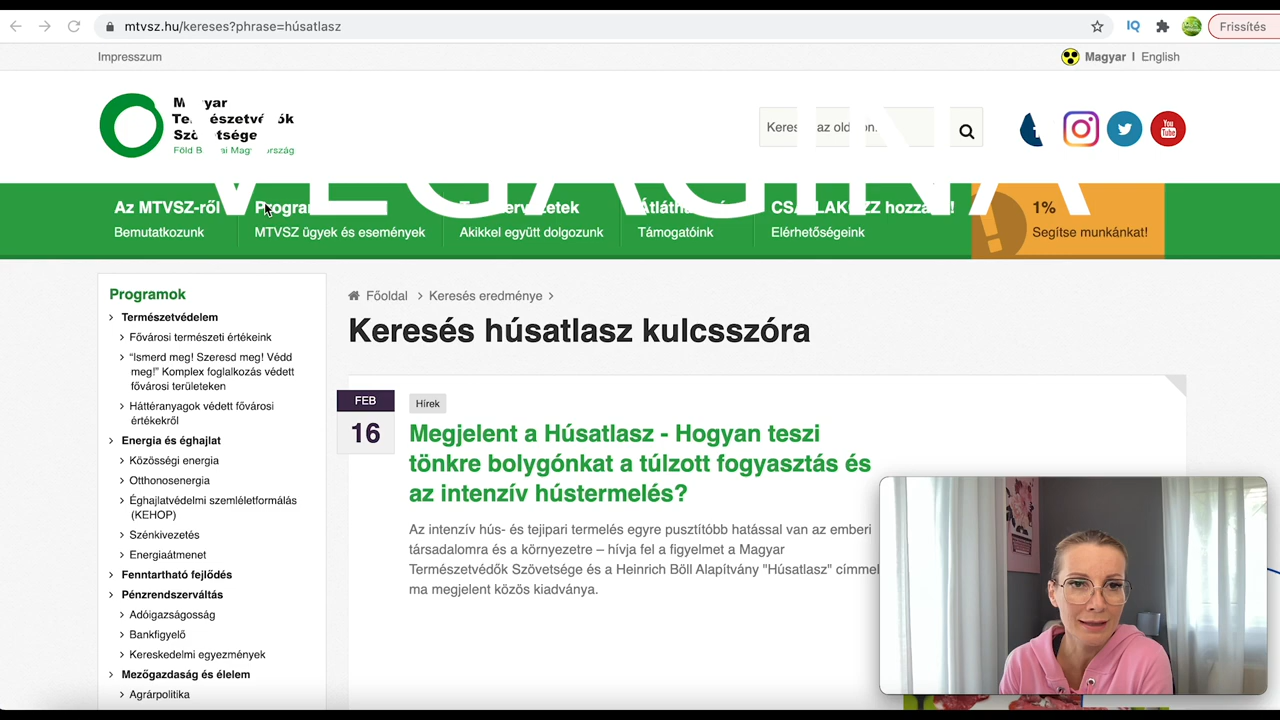 mtvsz.hu/kereses?phrase=húsatlasz
IQ
Frissítés
Impresszum
Magyar | English
VEGAGINA
Az MTVSZ-ről
Bemutatkozunk
MTVSZ ügyek és események
Akikkel együtt dolgozunk
Támogatóink
Elérhetőségeink
1%
Segítse munkánkat!
Programok
Természetvédelem
Fővárosi természeti értékeink
"Ismerd meg! Szeresd meg! Védd
meg!" Komplex foglalkozás védett
fővárosi területeken
Háttéranyagok védett fővárosi
értékekről
Energia és éghajlat
Közösségi energia
Otthonosenergia
Éghajlatvédelmi szemléletformálás
(KEHOP)
Szénkivezetés
Energiaátmenet
Fenntartható fejlődés
Pénzrendszerváltás
Adóigazságosság
Bankfigyelő
Kereskedelmi egyezmények
Mezőgazdaság és élelem
Agrárpolitika
Főoldal > Keresés eredménye >
Keresés húsatlasz kulcsszóra
FEB
16
Hírek
Megjelent a Húsatlasz - Hogyan teszi
tönkre bolygónkat a túlzott fogyasztás és
az intenzív hústermelés?
Az intenzív hús- és tejipari termelés egyre pusztítóbb hatással van az emberi
társadalomra és a környezetre – hívja fel a figyelmet a Magyar
Természetvédők Szövetsége és a Heinrich Böll Alapítvány "Húsatlasz" címmel
ma megjelent közös kiadványa.